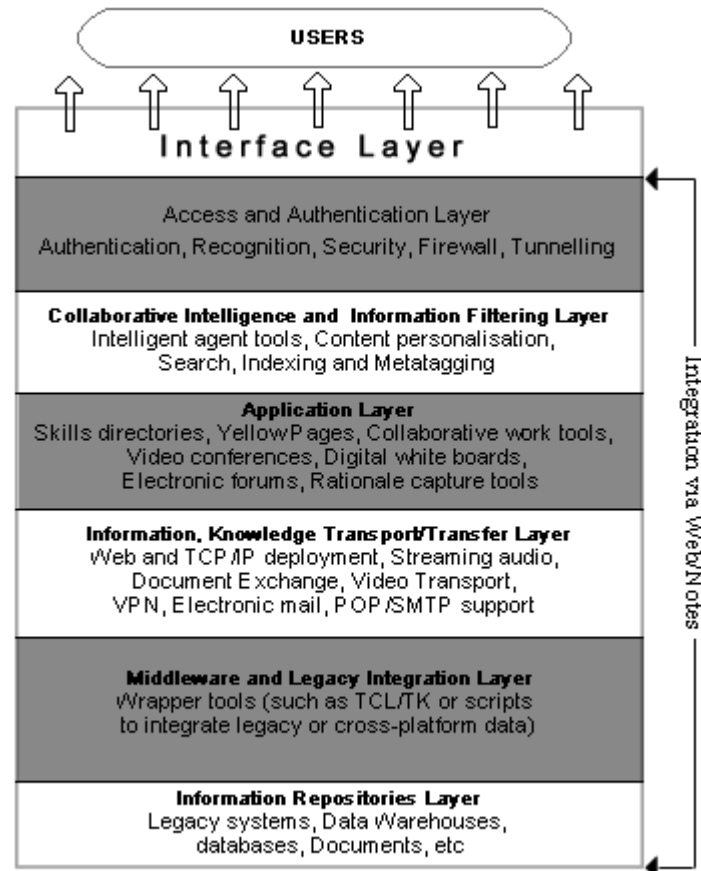 USERS
Interface Layer
Access and Authentication Layer
Authentication, Recognition, Security, Firewall, Tunnelling
Collaborative Intelligence and Information Filtering Layer
Intelligent agent tools, Content personalisation,
Search, Indexing and Metatagging
Application Layer
Skills directories, YellowPages, Collaborative work tools,
Video conferences, Digital white boards,
Electronic forums, Rationale capture tools
Information, Knowledge Transport/Transfer Layer
Web and TCP/IP deployment, Streaming audio,
Document Exchange, Video Transport,
VPN, Electronic mail, POP/SMTP support
Middleware and Legacy Integration Layer
Wrapper tools (such as TCL/TK or scripts
to integrate legacy or cross-platform data)
Information Repositories Layer
Legacy systems, Data Warehouses,
databases, Documents, etc
Integration via Web/Notes